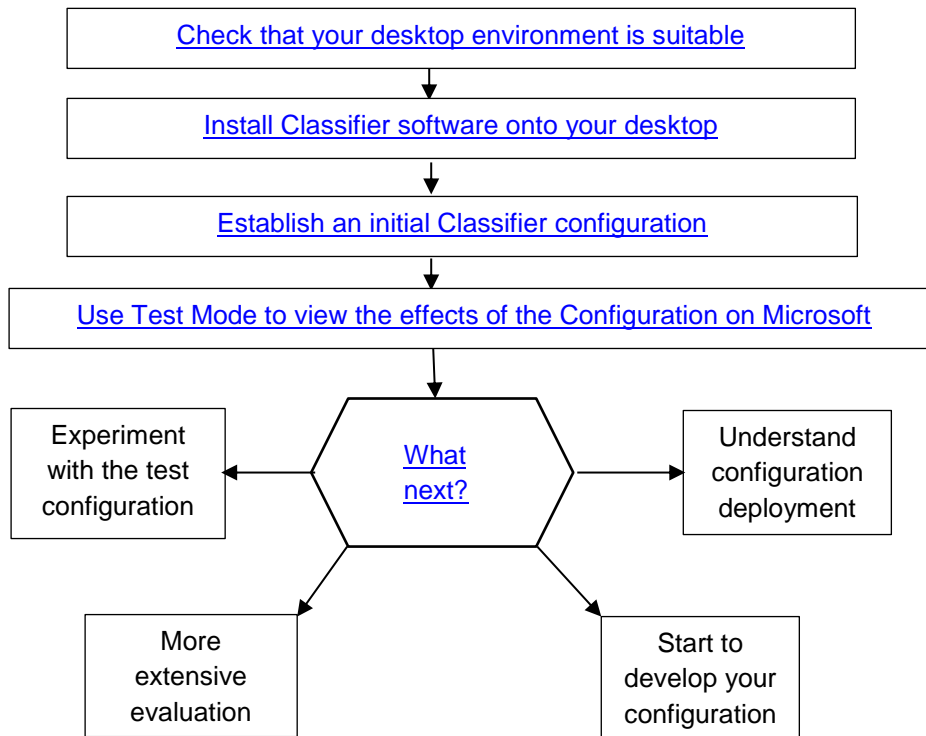 Check that your desktop environment is suitable
Install Classifier software onto your desktop
Establish an initial Classifier configuration
Use Test Mode to view the effects of the Configuration on Microsoft
Experiment
with the test
configuration
What
next?
Understand
configuration
deployment
More
extensive
evaluation
Start to
develop your
configuration